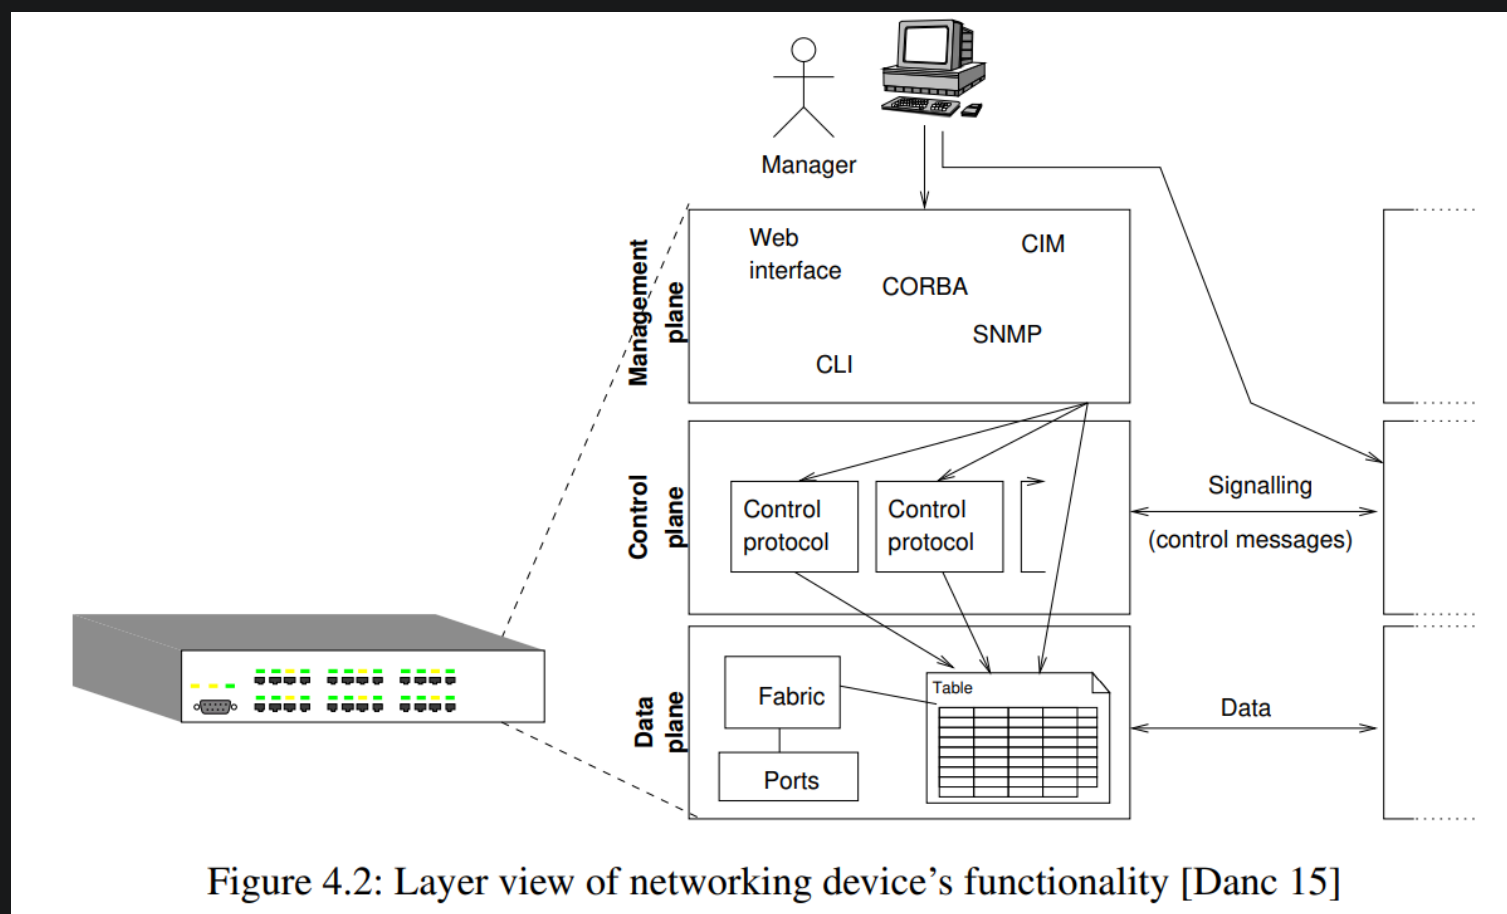 Manager
Management
plane
Web
interface
CIM
CORBA
SNMP
CLI
Control
plane
Control
protocol
Control
protocol
Signalling
(control messages)
Data
plane
Fabric
Ports
Table
Data
Figure 4.2: Layer view of networking device’s functionality [Danc 15]